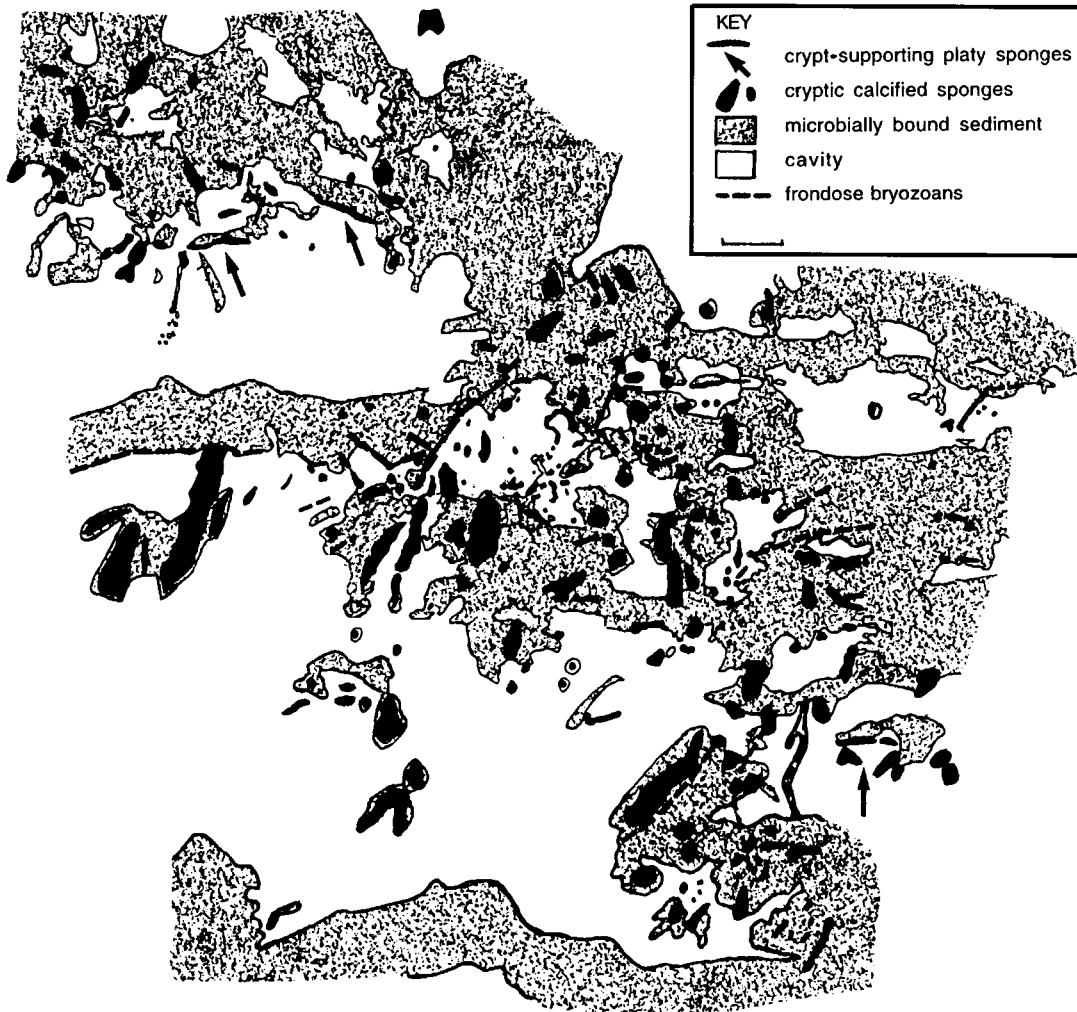 KEY
crypt-supporting platy sponges
cryptic calcified sponges
microbially bound sediment
cavity
frondose bryozoans